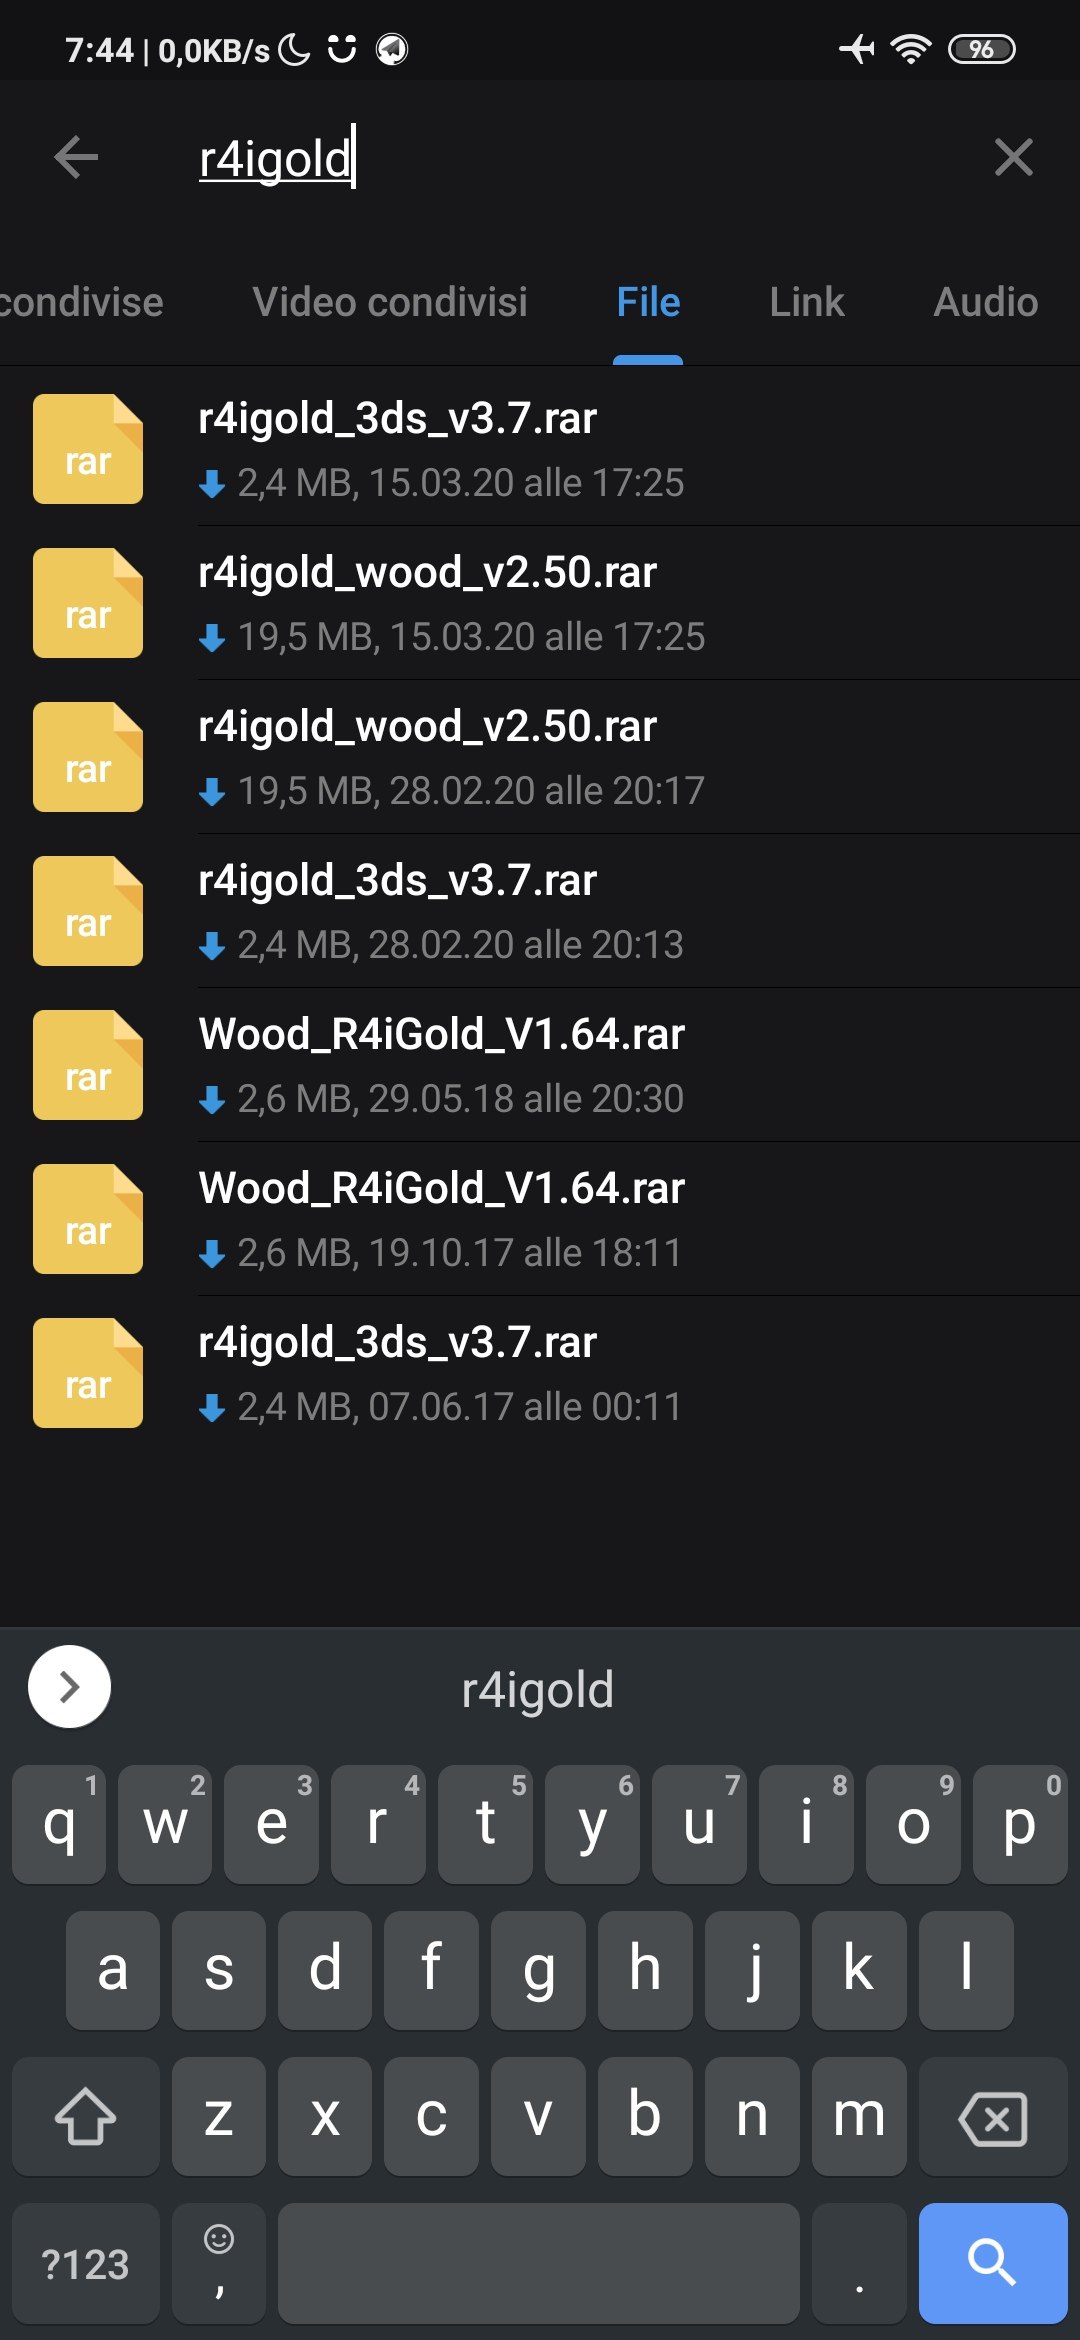 7:44 | 0,0KB/s
96
r4igold
condivise Video condivisi File Link Audio
rar
r4igold_3ds_v3.7.rar
2,4 MB, 15.03.20 alle 17:25
rar
r4igold_wood_v2.50.rar
19,5 MB, 15.03.20 alle 17:25
rar
r4igold_wood_v2.50.rar
19,5 MB, 28.02.20 alle 20:17
rar
r4igold_3ds_v3.7.rar
2,4 MB, 28.02.20 alle 20:13
rar
Wood_R4iGold_V1.64.rar
2,6 MB, 29.05.18 alle 20:30
rar
Wood_R4iGold_V1.64.rar
2,6 MB, 19.10.17 alle 18:11
rar
r4igold_3ds_v3.7.rar
2,4 MB, 07.06.17 alle 00:11
r4igold
1 2 3 4 5 6 7 8 9 0
q w e r t y u i o p
a s d f g h j k l
z x c v b n m
?123 , .